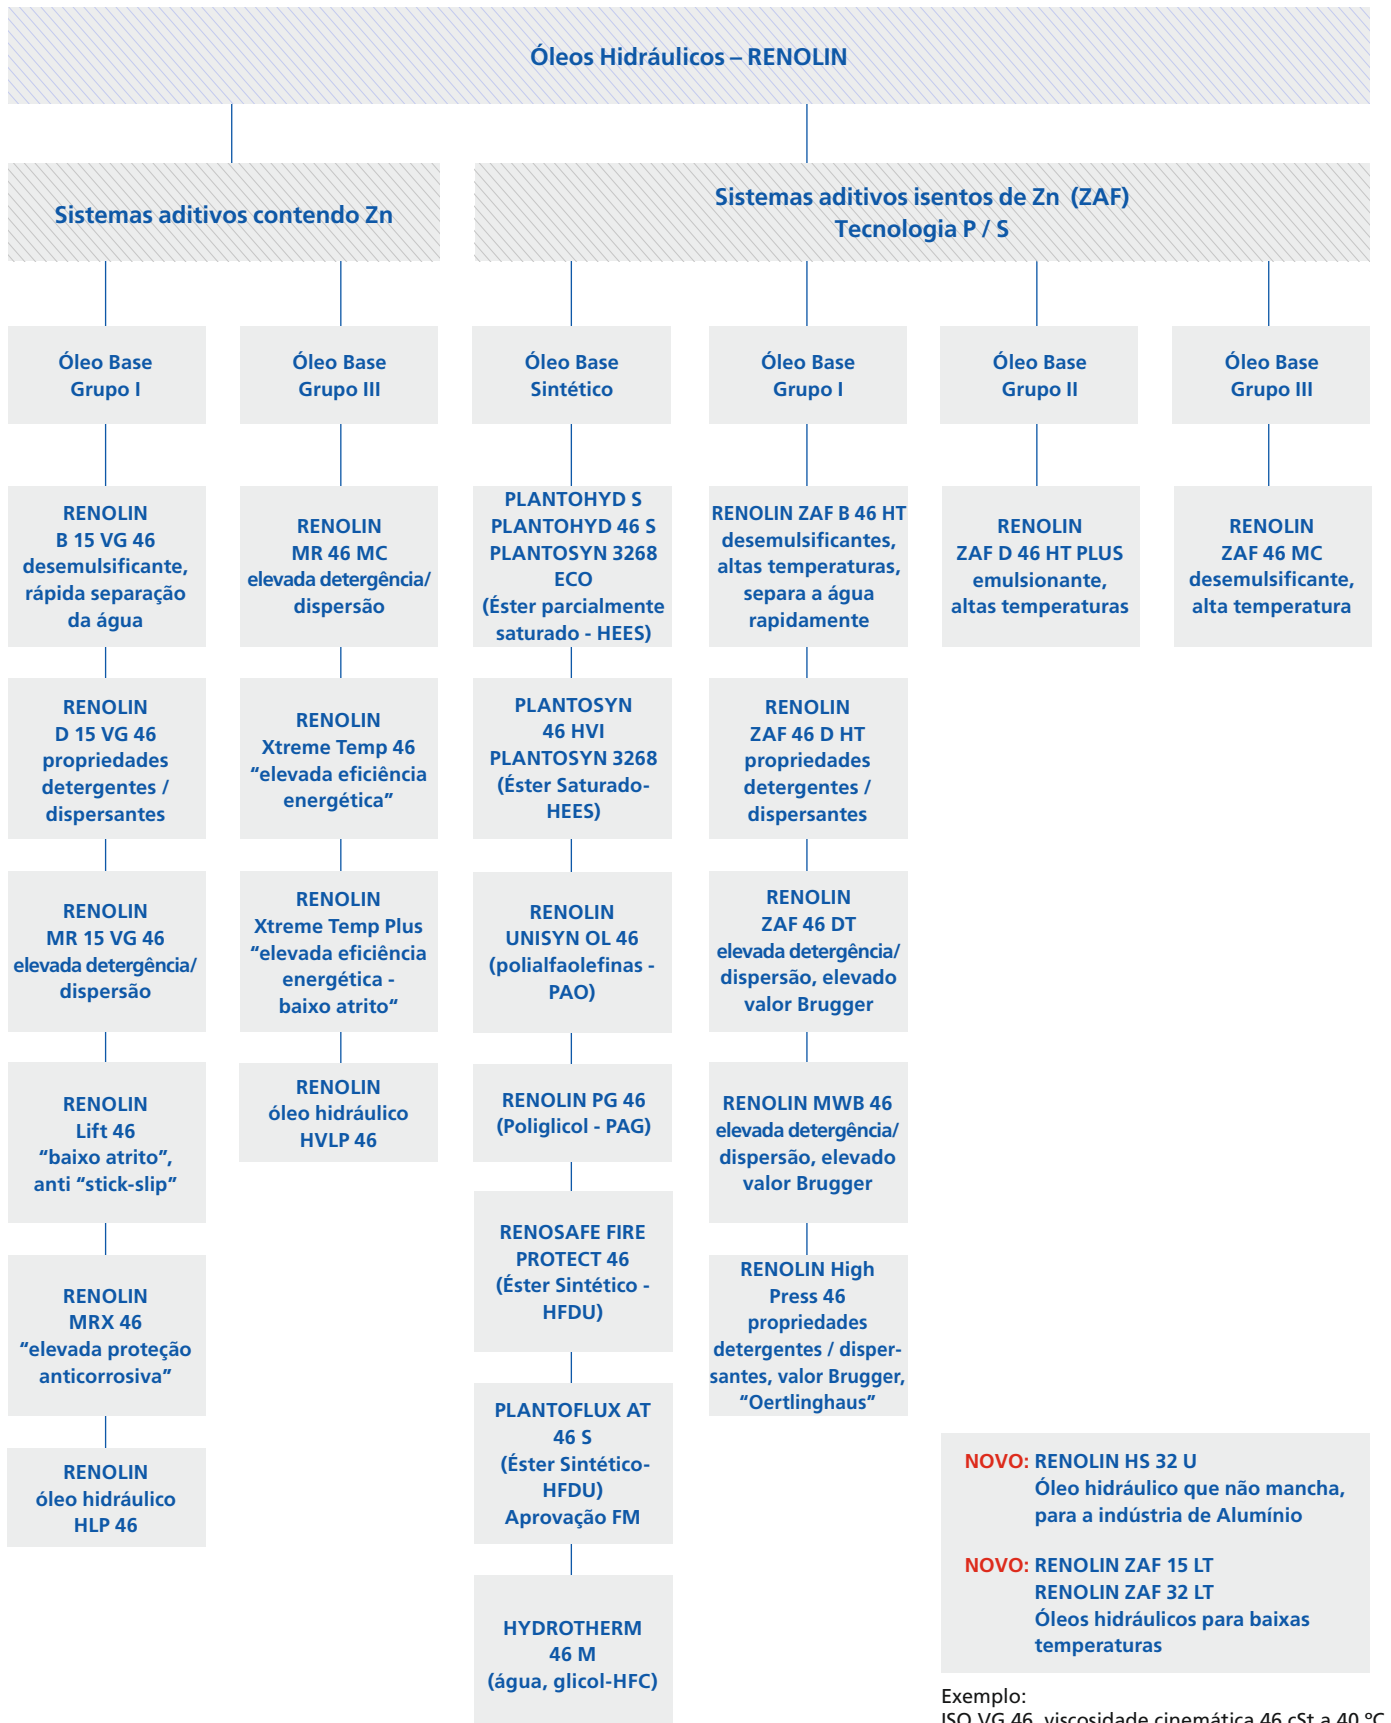 Óleos Hidráulicos – RENOLIN
Sistemas aditivos contendo Zn
Sistemas aditivos isentos de Zn (ZAF)
Tecnologia P / S
Óleo Base
Grupo I
Óleo Base
Grupo III
Óleo Base
Sintético
Óleo Base
Grupo I
Óleo Base
Grupo II
Óleo Base
Grupo III
RENOLIN
B 15 VG 46
desemulsificante,
rápida separação
da água
RENOLIN
D 15 VG 46
propriedades
detergentes /
dispersantes
RENOLIN
MR 15 VG 46
elevada detergência/
dispersão
RENOLIN
Lift 46
“baixo atrito”,
anti “stick-slip”
RENOLIN
MRX 46
“elevada proteção
anticorrosiva”
RENOLIN
óleo hidráulico
HLP 46
RENOLIN
MR 46 MC
elevada detergência/
dispersão
RENOLIN
Xtreme Temp 46
“elevada eficiência
energética”
RENOLIN
Xtreme Temp Plus
“elevada eficiência
energética -
baixo atrito“
RENOLIN
óleo hidráulico
HVLP 46
PLANTOHYD S
PLANTOHYD 46 S
PLANTOSYN 3268
ECO
(Éster parcialmente
saturado - HEES)
PLANTOSYN
46 HVI
PLANTOSYN 3268
(Éster Saturado-
HEES)
RENOLIN
UNISYN OL 46
(polialfaolefinas -
PAO)
RENOLIN PG 46
(Poliglicol - PAG)
RENOSAFE FIRE
PROTECT 46
(Éster Sintético -
HFDU)
PLANTOFLUX AT
46 S
(Éster Sintético-
HFDU)
Aprovação FM
HYDROTHERM
46 M
(água, glicol-HFC)
RENOLIN ZAF B 46 HT
desemulsificantes,
altas temperaturas,
separa a água
rapidamente
RENOLIN
ZAF 46 D HT
propriedades
detergentes /
dispersantes
RENOLIN
ZAF 46 DT
elevada detergência/
dispersão, elevado
valor Brugger
RENOLIN MWB 46
elevada detergência/
dispersão, elevado
valor Brugger
RENOLIN High
Press 46
propriedades
detergentes / disper-
santes, valor Brugger,
“Oertlinghaus”
RENOLIN
ZAF D 46 HT PLUS
emulsionante,
altas temperaturas
RENOLIN
ZAF 46 MC
desemulsificante,
alta temperatura
NOVO: RENOLIN HS 32 U
Óleo hidráulico que não mancha,
para a indústria de Alumínio
NOVO: RENOLIN ZAF 15 LT
RENOLIN ZAF 32 LT
Óleos hidráulicos para baixas
temperaturas
Exemplo:
ISO VG 46, viscosidade cinemática 46 cSt a 40 ºC